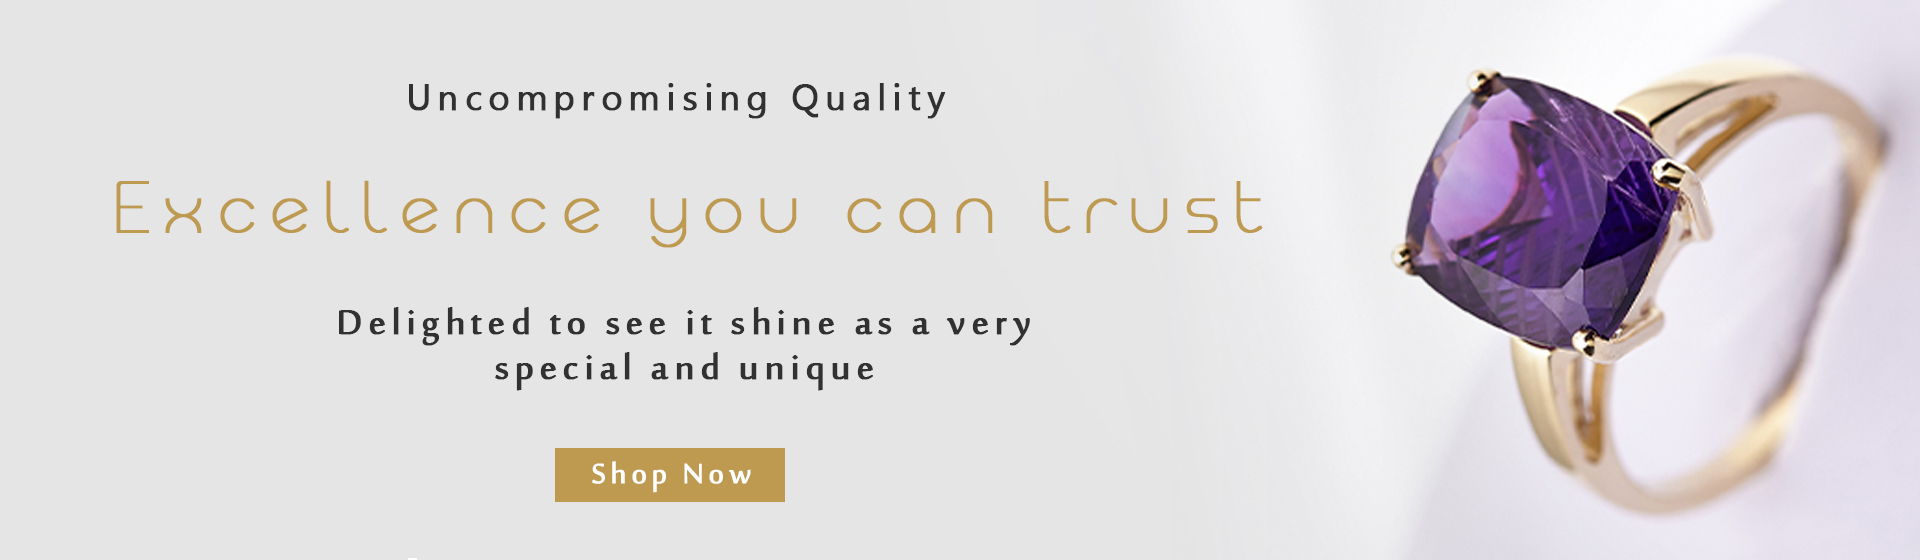 Uncompromising Quality
Excellence you can trust
Delighted to see it shine as a very
special and unique
Shop Now